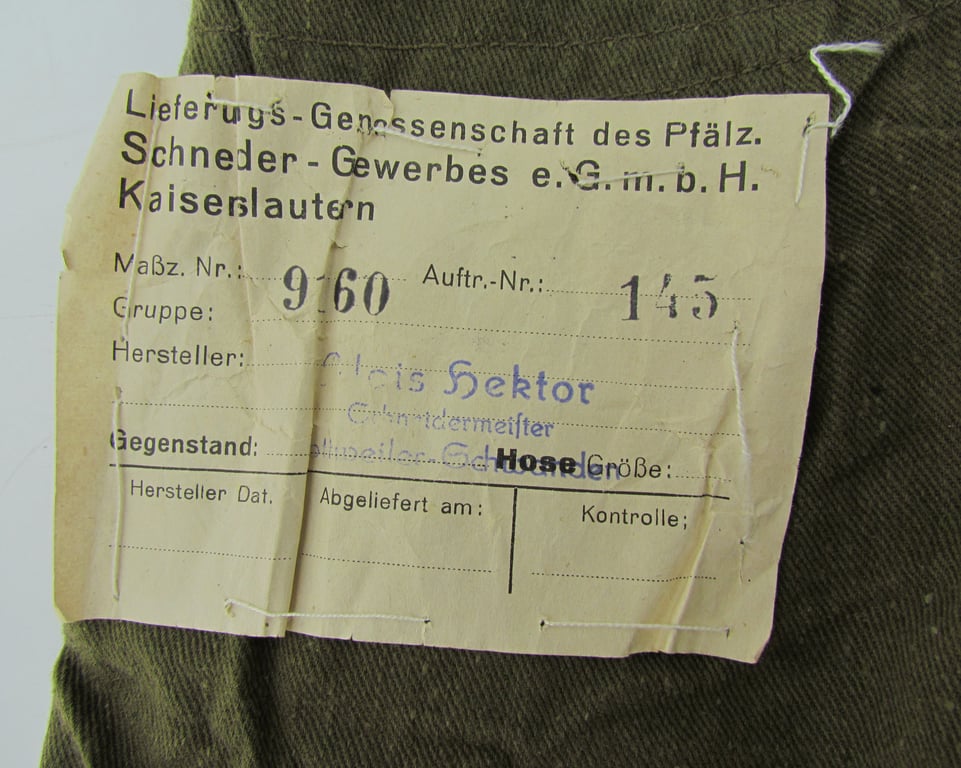 Lieferugs-Genossenschaft des Pfälz.
Schneder-Gewerbes e.G.m.b.H.
Kaiserslautern
Maßz. Nr.: 9160 Auftr.-Nr.: 145
Gruppe:
Hersteller: Alois Hektor
Schneidermeister
Gegenstand: Hose Größe:
Hersteller Dat. Abgeliefert am: Kontrolle;